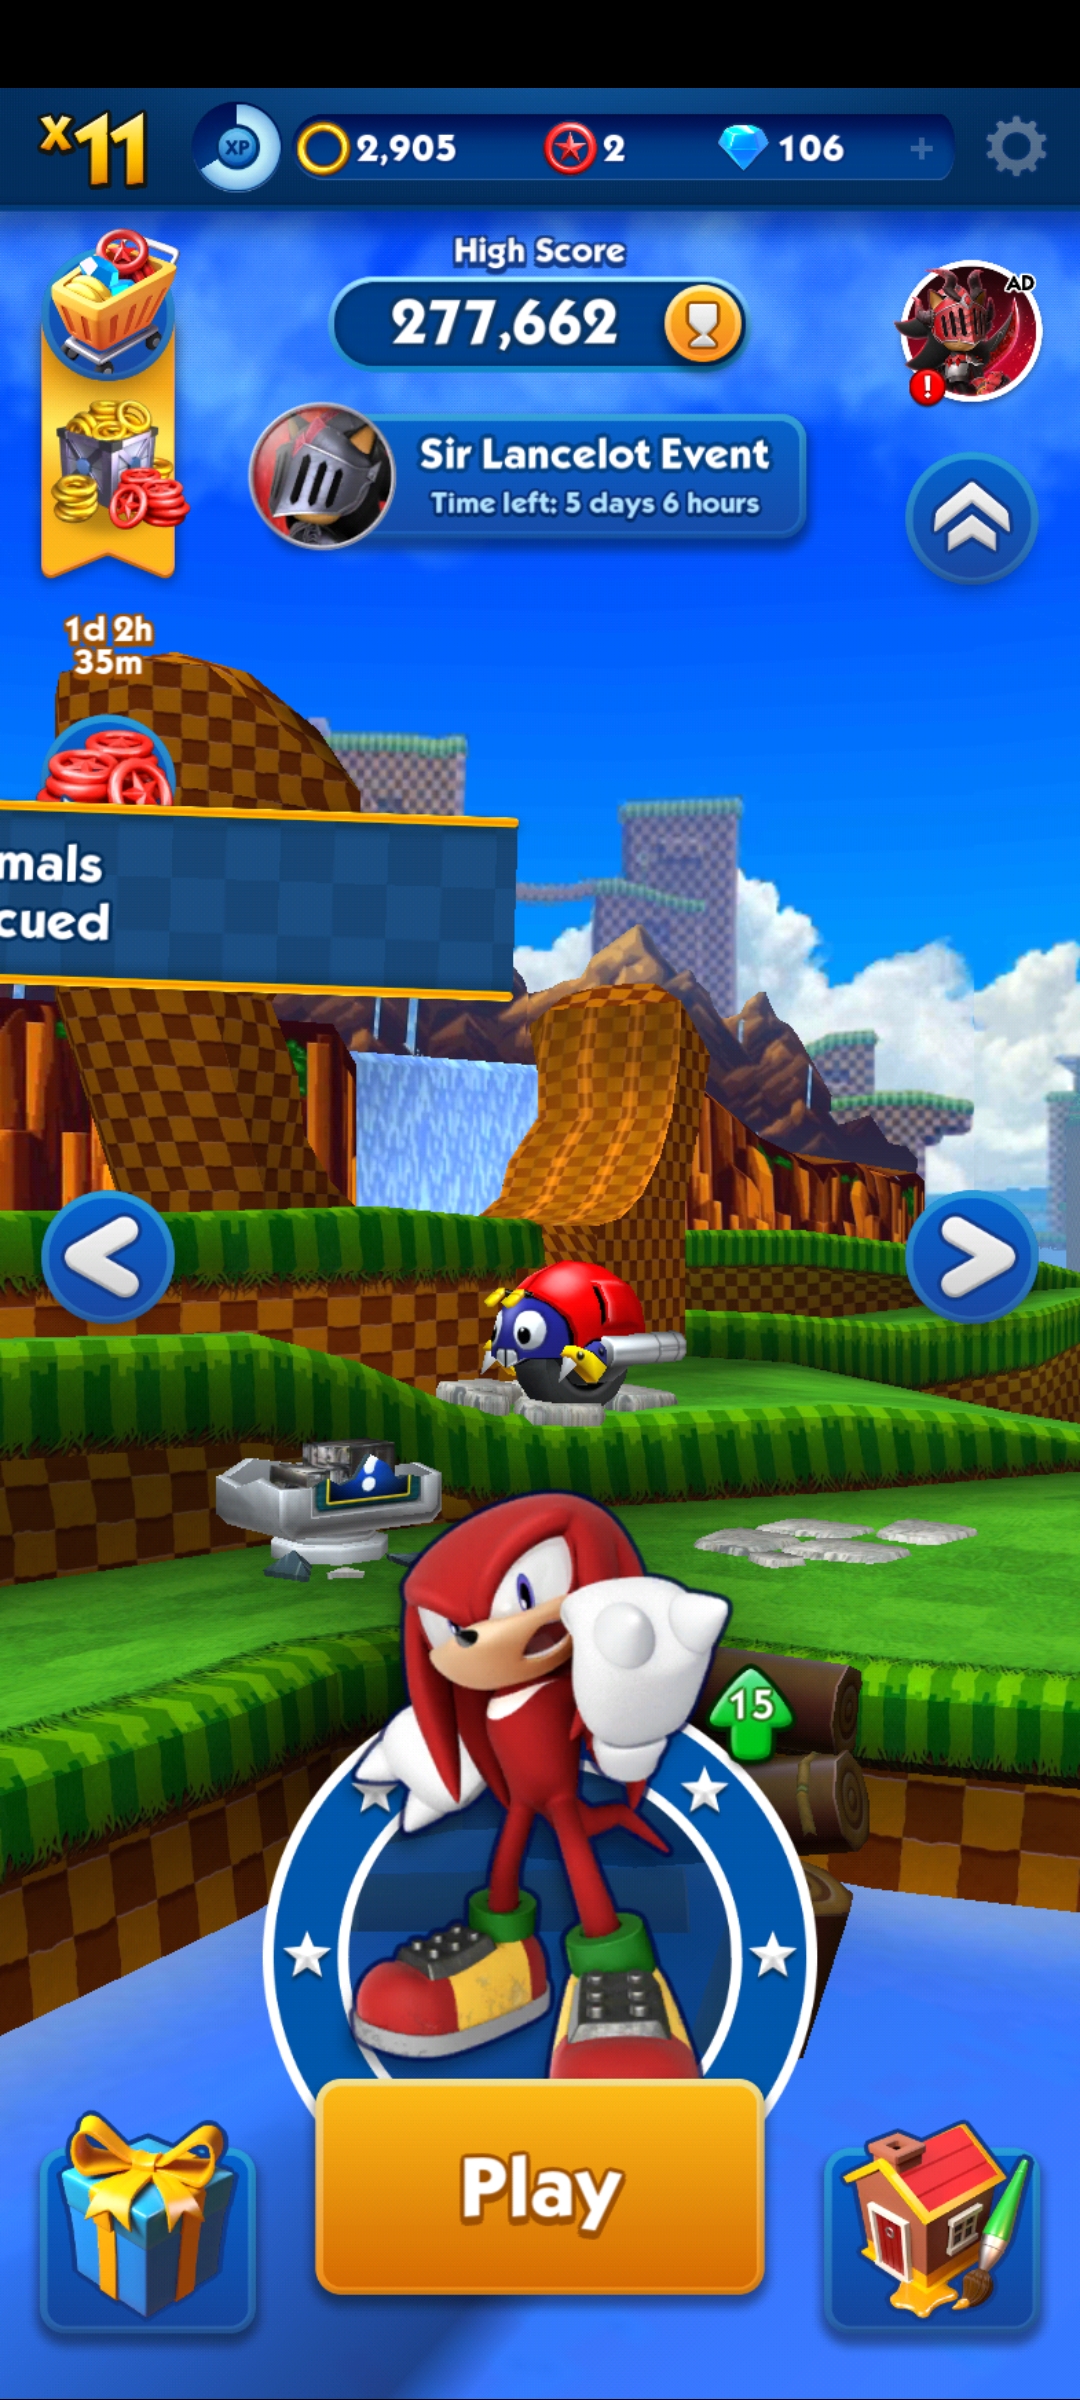 x11
XP
2,905
2
106
+
High Score
277,662
AD
!
Sir Lancelot Event
Time left: 5 days 6 hours
1d 2h
35m
mals
cued
15
Play